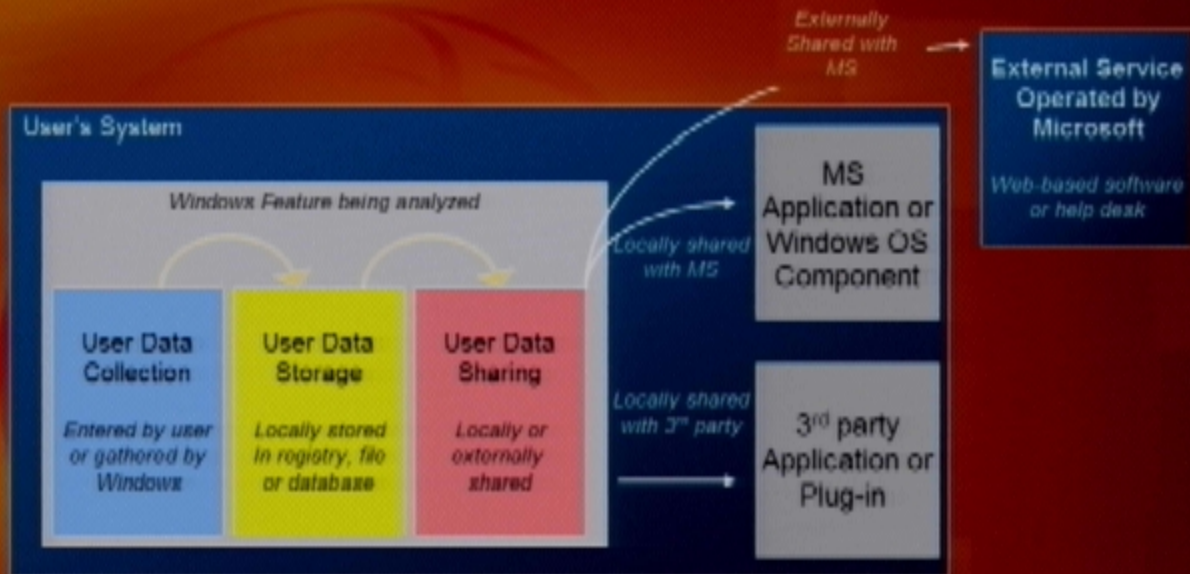 Externally
Shared with
MS
External Service
Operated by
Microsoft
Web-based software
or help desk
User's System
Windows Feature being analyzed
User Data
Collection
Entered by user
or gathered by
Windows
User Data
Storage
Locally stored
in registry, file
or database
User Data
Sharing
Locally or
externally
shared
Locally shared
with MS
MS
Application or
Windows OS
Component
Locally shared
with 3rd party
3rd party
Application or
Plug-in